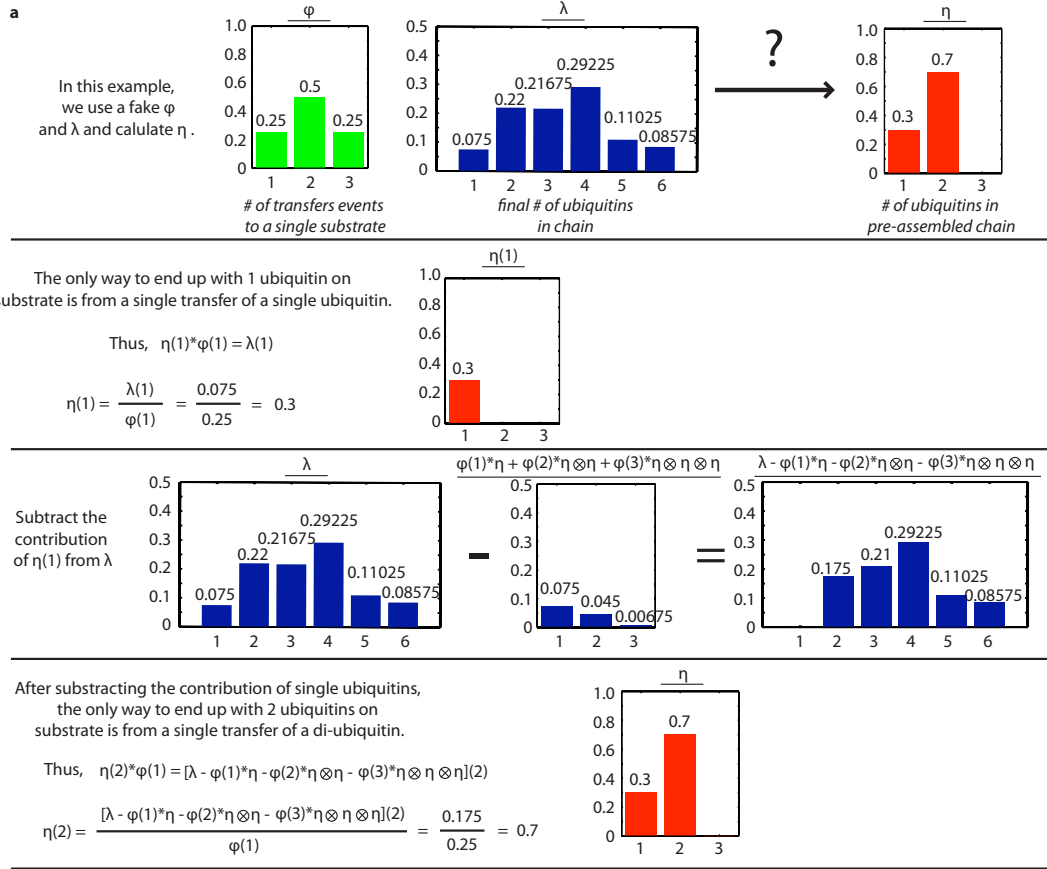 a
φ
λ
η
In this example,
we use a fake φ
and λ and calulate η .
1.0
0.8
0.6
0.4
0.2
0
0.25
0.5
0.25
1 2 3
# of transfers events
to a single substrate
0.5
0.4
0.3
0.2
0.1
0
0.075
0.22
0.21675
0.29225
0.11025
0.08575
1 2 3 4 5 6
final # of ubiquitins
in chain
?
1.0
0.8
0.6
0.4
0.2
0
0.3
0.7
1 2 3
# of ubiquitins in
pre-assembled chain
The only way to end up with 1 ubiquitin on
substrate is from a single transfer of a single ubiquitin.
Thus, η(1)*φ(1) = λ(1)
η(1) = λ(1) / φ(1) = 0.075 / 0.25 = 0.3
η(1)
1.0
0.8
0.6
0.4
0.2
0
0.3
1 2 3
Subtract the
contribution
of η(1) from λ
λ
0.5
0.4
0.3
0.2
0.1
0
0.075
0.22
0.21675
0.29225
0.11025
0.08575
1 2 3 4 5 6
-
φ(1)*η + φ(2)*η⊗η + φ(3)*η⊗η⊗η
0.5
0.4
0.3
0.2
0.1
0
0.075
0.045
0.00675
1 2 3
=
λ - φ(1)*η - φ(2)*η⊗η - φ(3)*η⊗η⊗η
0.5
0.4
0.3
0.2
0.1
0
0.175
0.21
0.29225
0.11025
0.08575
1 2 3 4 5 6
After substracting the contribution of single ubiquitins,
the only way to end up with 2 ubiquitins on
substrate is from a single transfer of a di-ubiquitin.
Thus, η(2)*φ(1) = [λ - φ(1)*η - φ(2)*η⊗η - φ(3)*η⊗η⊗η](2)
η(2) = [λ - φ(1)*η - φ(2)*η⊗η - φ(3)*η⊗η⊗η](2) / φ(1) = 0.175 / 0.25 = 0.7
η
1.0
0.8
0.6
0.4
0.2
0
0.3
0.7
1 2 3